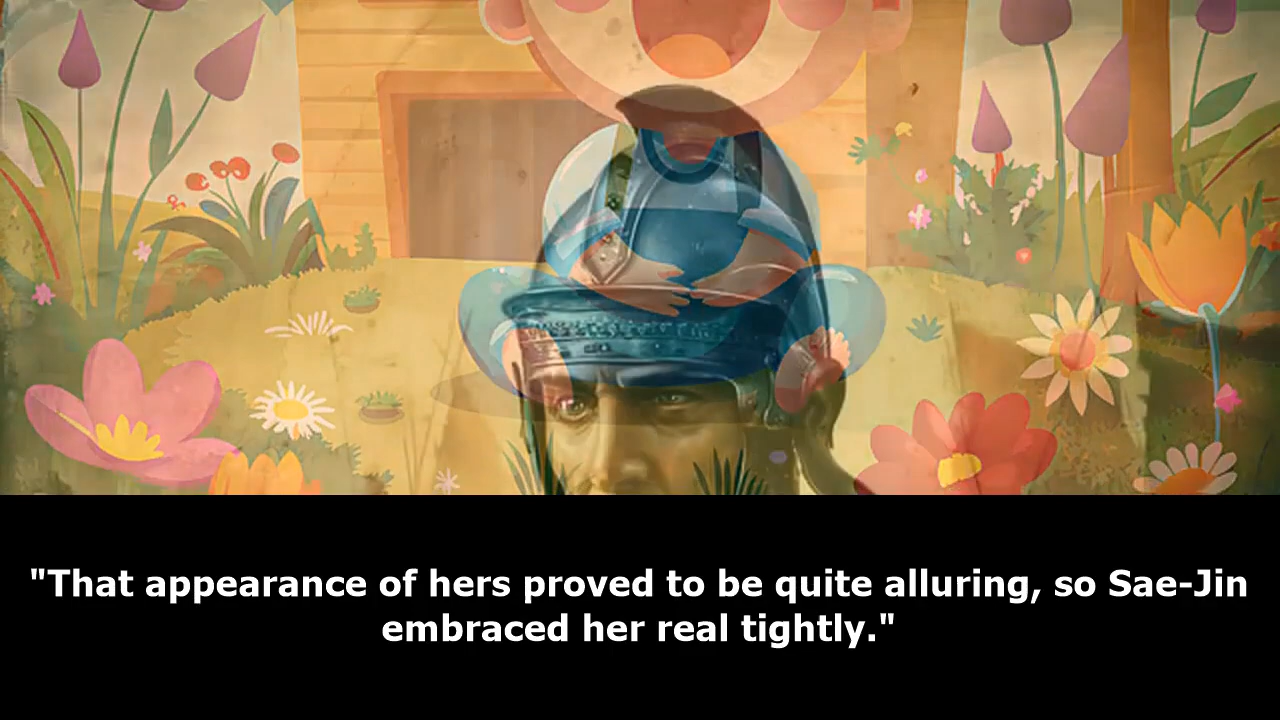 "That appearance of hers proved to be quite alluring, so Sae-Jin
embraced her real tightly."